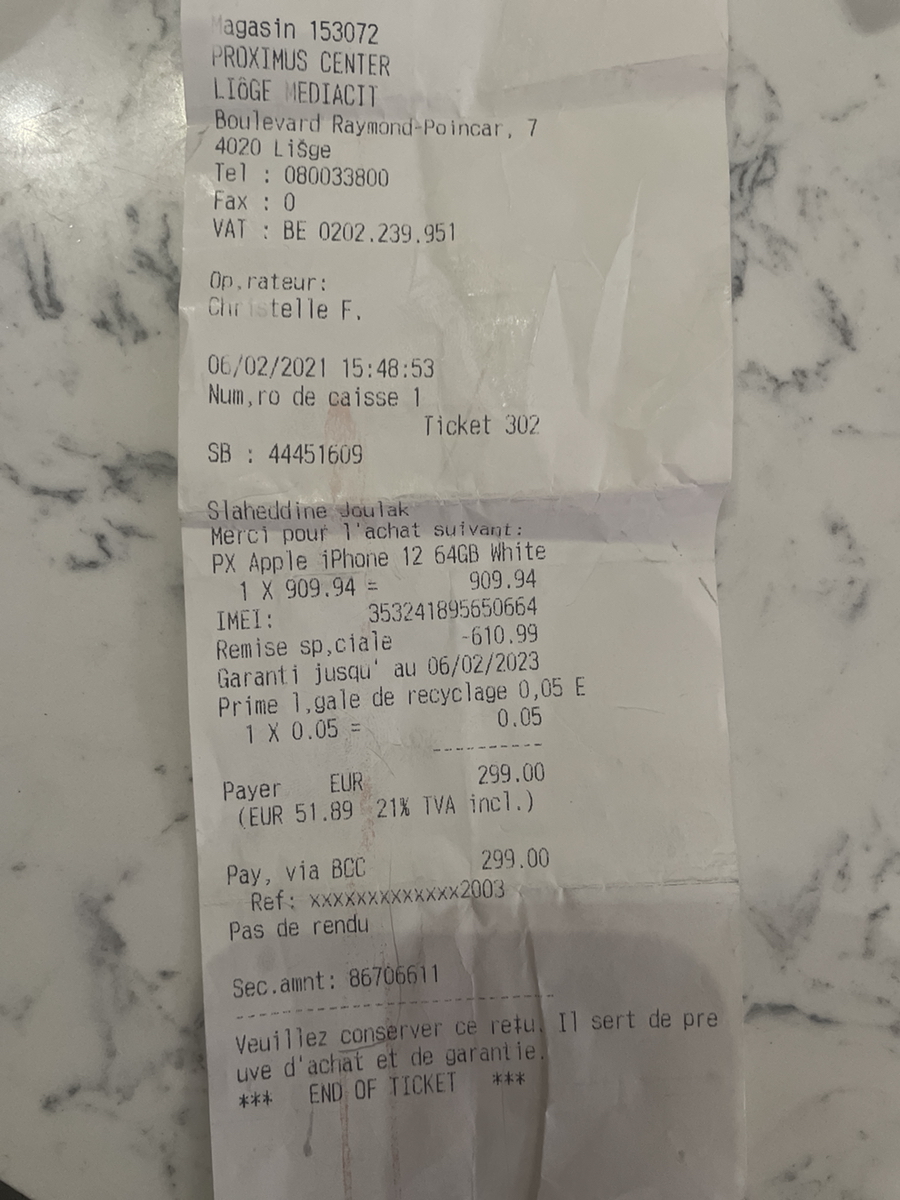 Magasin 153072
PROXIMUS CENTER
LIôGE MEDIACIT
Boulevard Raymond-Poincar, 7
4020 LiŠge
Tel : 080033800
Fax : 0
VAT : BE 0202.239.951
Op,rateur:
Christelle F.
06/02/2021 15:48:53
Num,ro de caisse 1
Ticket 302
SB : 44451609
Slaheddine Joulak
Merci pour l'achat suivant:
PX Apple iPhone 12 64GB White
1 X 909.94 = 909.94
IMEI: 353241895650664
Remise sp,ciale -610.99
Garanti jusqu' au 06/02/2023
Prime l,gale de recyclage 0,05 E
1 X 0.05 = 0.05
----------
Payer EUR 299.00
(EUR 51.89 21% TVA incl.)
Pay, via BCC 299.00
Ref: xxxxxxxxxxxxx2003
Pas de rendu
Sec.amnt: 86706611
-----------------------------
Veuillez conserver ce re‡u. Il sert de pre
uve d'achat et de garantie.
*** END OF TICKET ***